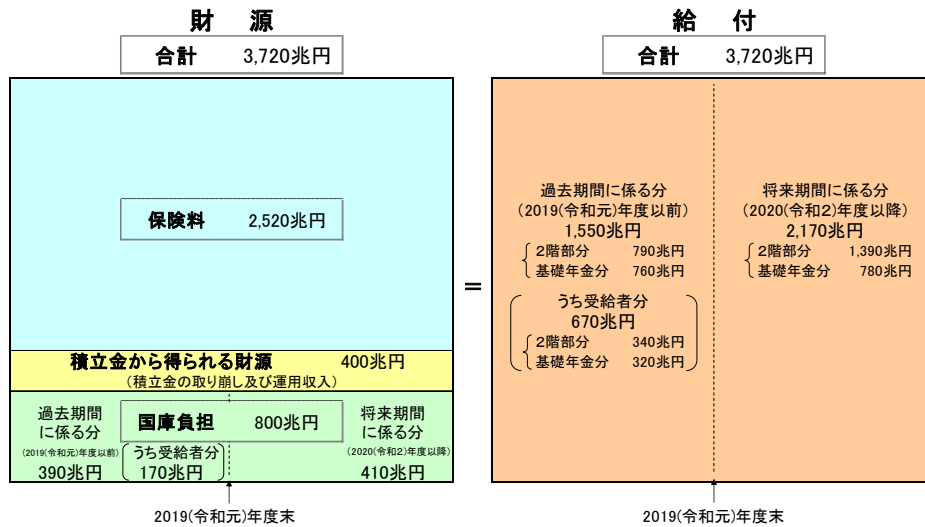 財　源
合計　3,720兆円
保険料　2,520兆円
積立金から得られる財源　400兆円
(積立金の取り崩し及び運用収入)
過去期間
に係る分
(2019(令和元)年度以前)
390兆円
国庫負担　800兆円
うち受給者分
170兆円
将来期間
に係る分
(2020(令和2)年度以降)
410兆円
2019(令和元)年度末
＝
給　付
合計　3,720兆円
過去期間に係る分
(2019(令和元)年度以前)
1,550兆円
2階部分　790兆円
基礎年金分　760兆円
うち受給者分
670兆円
2階部分　340兆円
基礎年金分　320兆円
将来期間に係る分
(2020(令和2)年度以降)
2,170兆円
2階部分　1,390兆円
基礎年金分　780兆円
2019(令和元)年度末